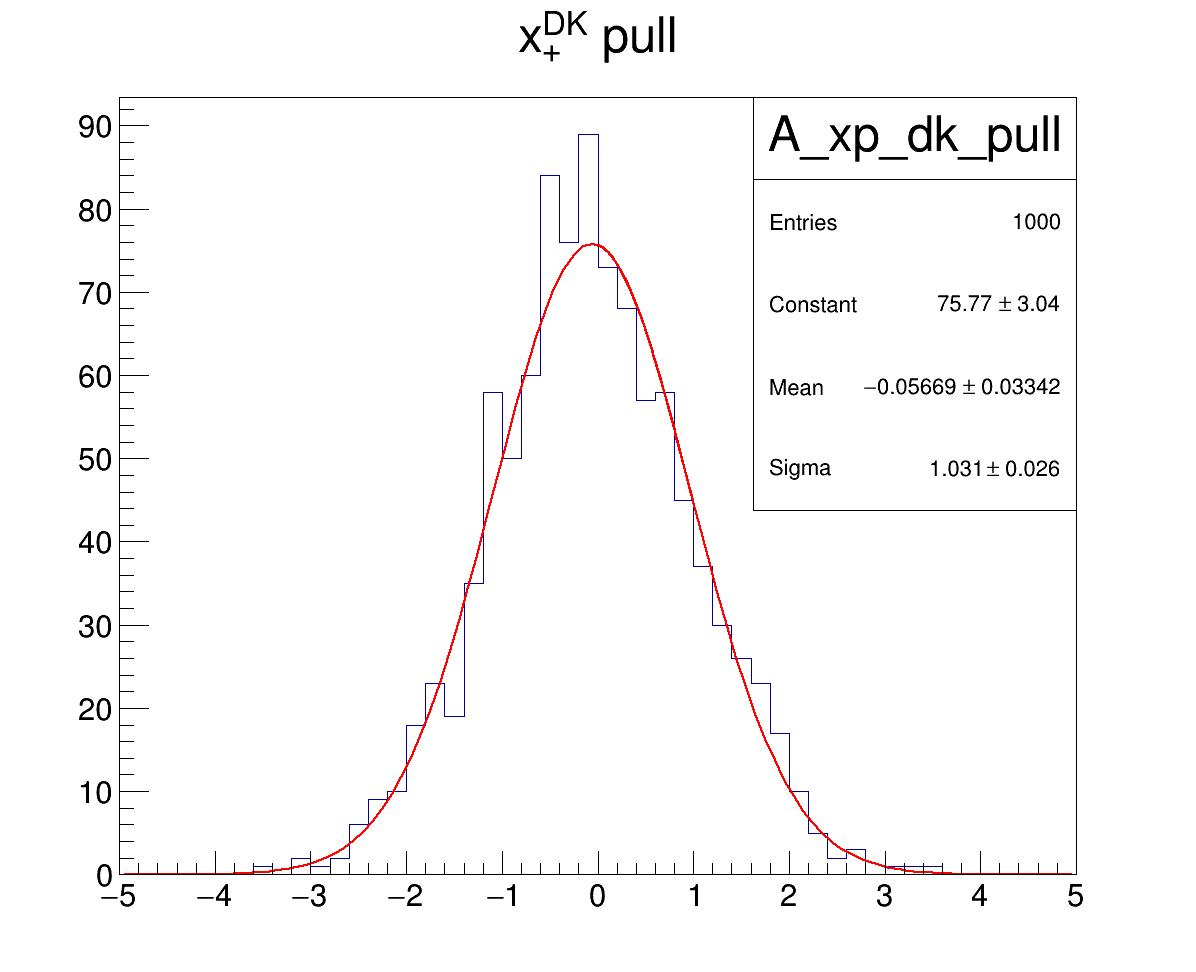 x₊ᴰᴷ pull
A_xp_dk_pull
Entries 1000
Constant 75.77 ± 3.04
Mean −0.05669 ± 0.03342
Sigma 1.031 ± 0.026
90
80
70
60
50
40
30
20
10
0
−5 −4 −3 −2 −1 0 1 2 3 4 5